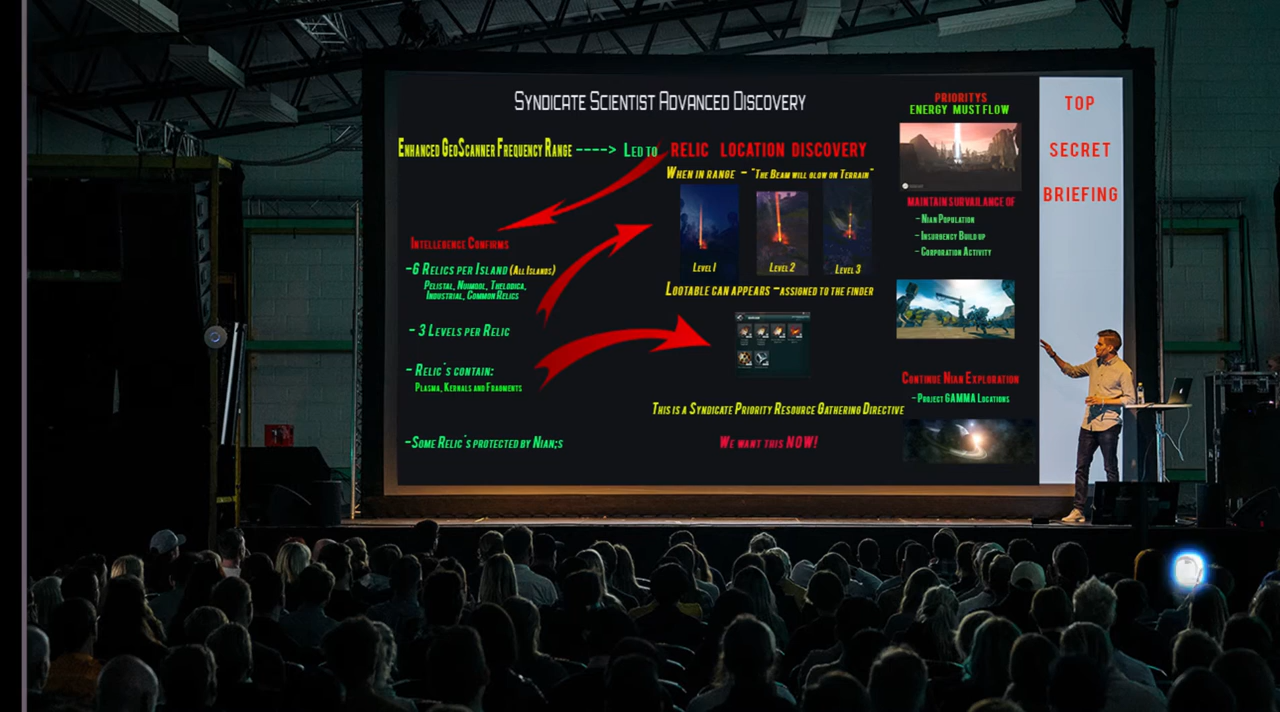 Syndicate Scientist Advanced Discovery
Enhanced GeoScanner Frequency Range ----> Led to RELIC LOCATION DISCOVERY
When in range - "The Beam will glow on Terrain"
Level 1
Level 2
Level 3
Lootable can appears - assigned to the finder
This is a Syndicate Priority Resource Gathering Directive
We want this NOW!
Intellegence Confirms
-6 Relics per Island (All Islands)
Pelistal, Nuimqol, Thelodica,
Industrial, Common Relics
- 3 Levels per Relic
- Relic's contain:
Plasma, Kernals and Fragments
-Some Relic's protected by Nian;s
PRIORITYS
ENERGY MUST FLOW
MAINTAIN SURVAILANCE OF
- Nian Population
- Insurgency Build up
- Corporation Activity
Continue Nian Exploration
- Project GAMMA Locations
TOP
SECRET
BRIEFING